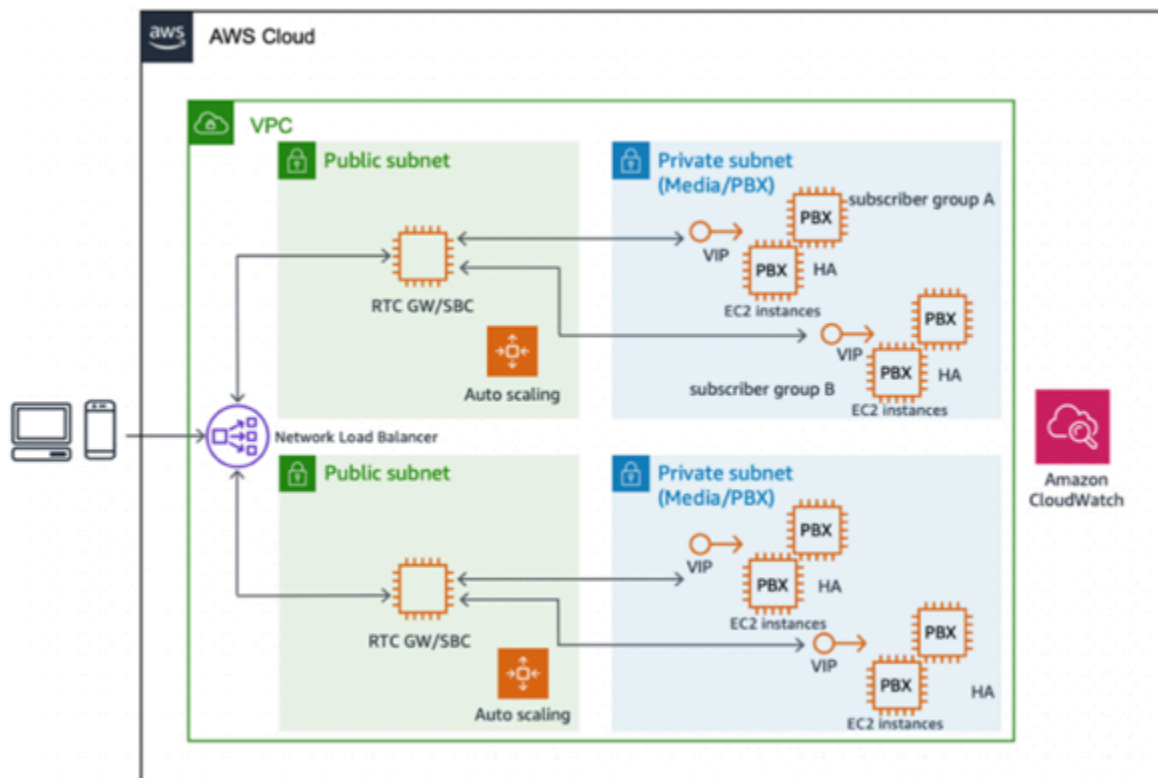 aws
AWS Cloud
VPC
Public subnet
Private subnet
(Media/PBX)
subscriber group A
PBX
VIP
PBX
HA
RTC GW/SBC
EC2 instances
PBX
VIP
PBX
HA
Auto scaling
subscriber group B
EC2 instances
Network Load Balancer
Public subnet
Private subnet
(Media/PBX)
Amazon
CloudWatch
PBX
VIP
PBX
HA
EC2 instances
RTC GW/SBC
PBX
VIP
PBX
HA
Auto scaling
EC2 instances